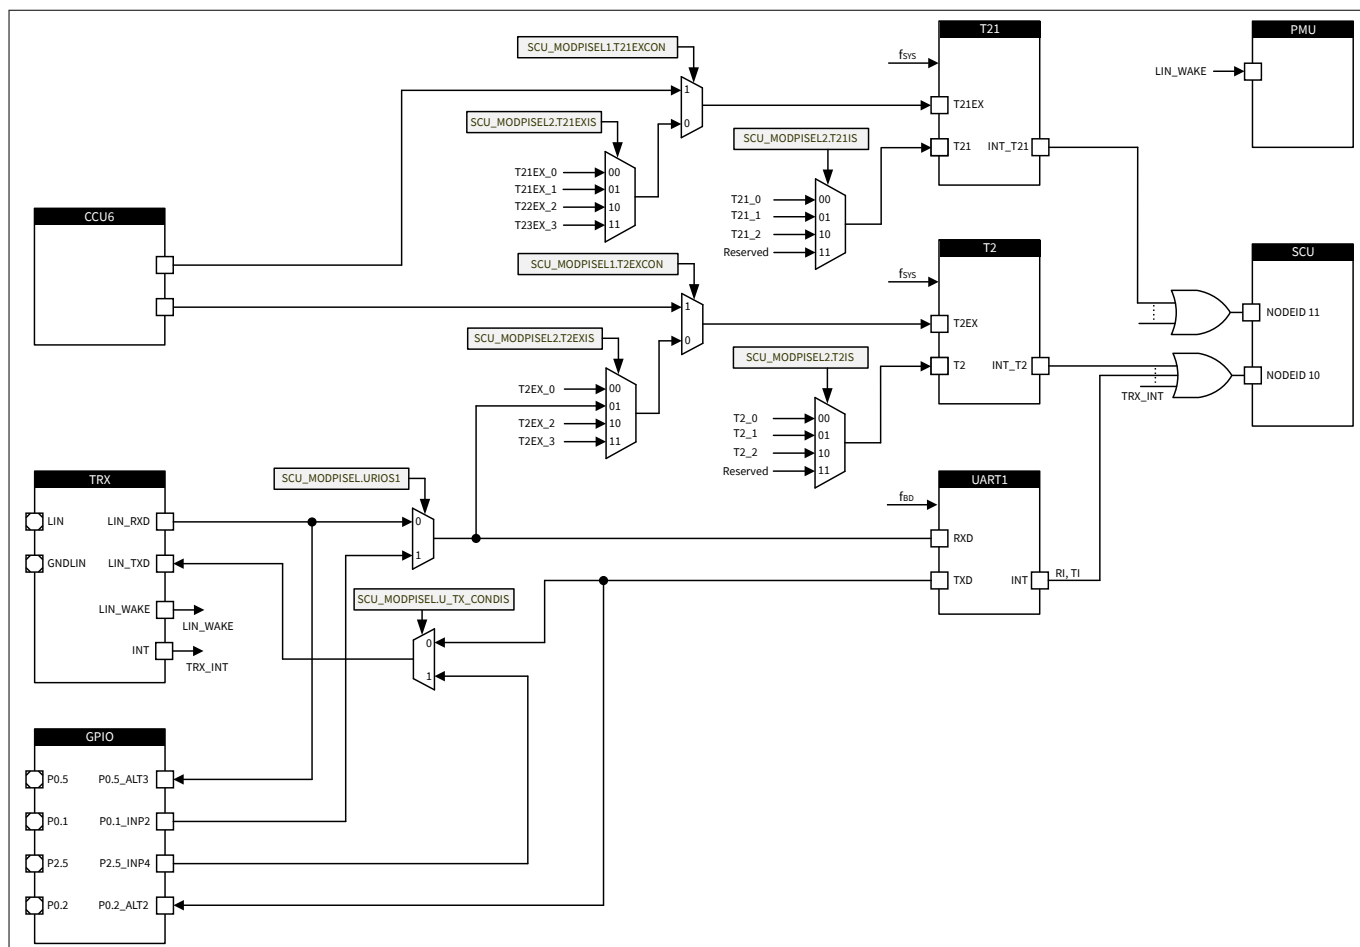 T21
PMU
SCU_MODPISEL1.T21EXCON
fSYS
LIN_WAKE
1
T21EX
SCU_MODPISEL2.T21EXIS
0
SCU_MODPISEL2.T21IS
T21
INT_T21
T21EX_0
00
T21EX_1
01
T22EX_2
10
T23EX_3
11
T21_0
00
T21_1
01
T21_2
10
Reserved
11
CCU6
T2
SCU
SCU_MODPISEL1.T2EXCON
fSYS
1
T2EX
NODEID 11
SCU_MODPISEL2.T2EXIS
0
SCU_MODPISEL2.T2IS
T2
INT_T2
NODEID 10
T2EX_0
00
01
T2EX_2
10
T2EX_3
11
TRX_INT
T2_0
00
T2_1
01
T2_2
10
Reserved
11
TRX
SCU_MODPISEL.URIOS1
UART1
fBD
LIN
LIN_RXD
0
RXD
1
GNDLIN
LIN_TXD
TXD
INT
RI, TI
SCU_MODPISEL.U_TX_CONDIS
LIN_WAKE
LIN_WAKE
0
INT
TRX_INT
1
GPIO
P0.5
P0.5_ALT3
P0.1
P0.1_INP2
P2.5
P2.5_INP4
P0.2
P0.2_ALT2